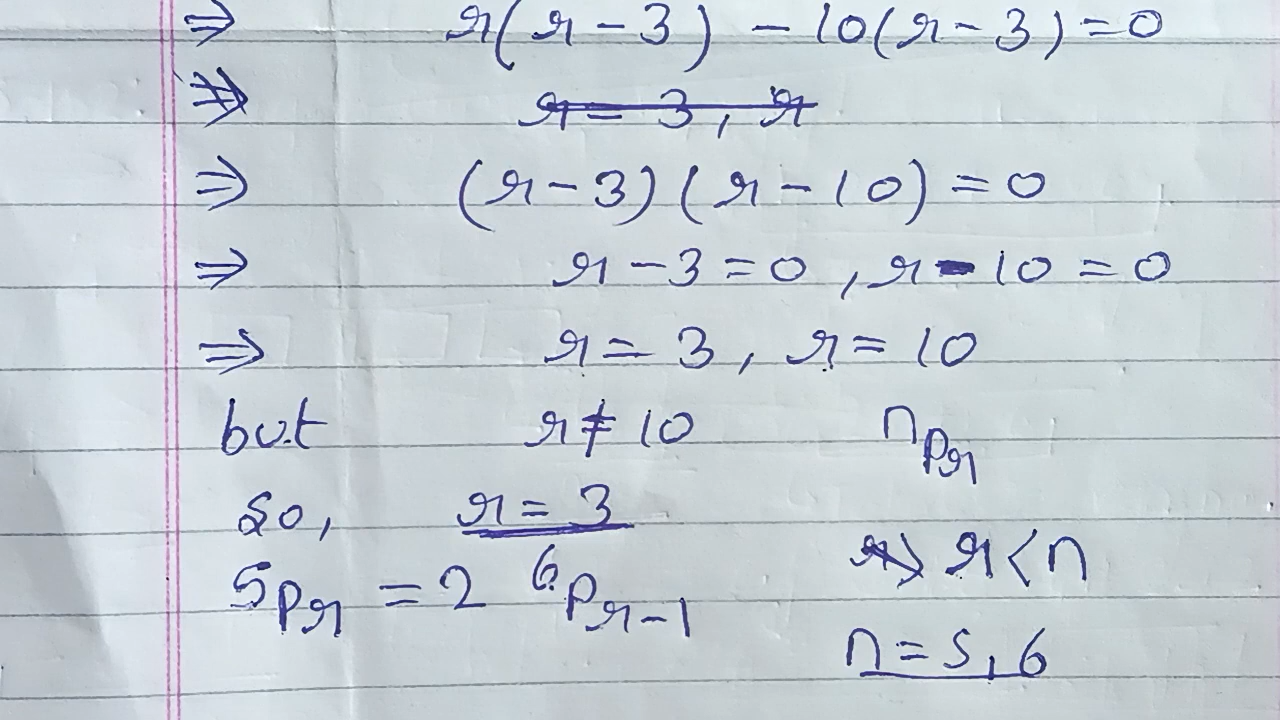 ⇒ r(r-3) - 10(r-3) = 0
⇒ r = 3, r
⇒ (r-3)(r-10) = 0
⇒ r-3 = 0, r-10 = 0
⇒ r = 3, r = 10
but r ≠ 10 nPr
So, r = 3 r < n
5Pr = 2 6Pr-1 n = 5, 6